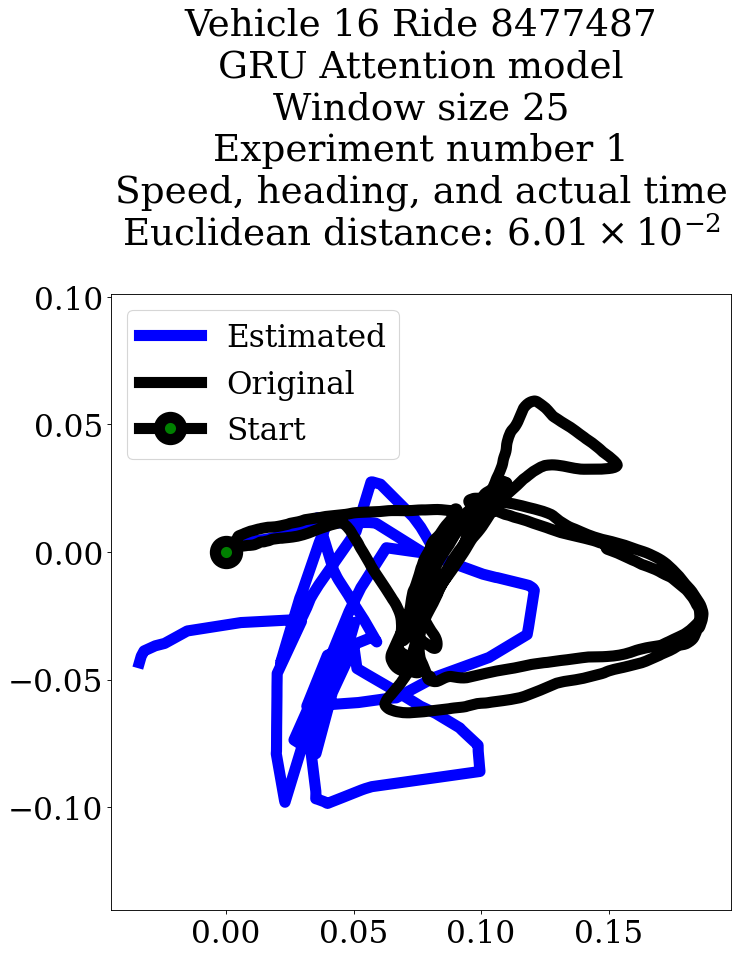 Vehicle 16 Ride 8477487
GRU Attention model
Window size 25
Experiment number 1
Speed, heading, and actual time
Euclidean distance: 6.01 × 10⁻²
0.10
0.05
0.00
−0.05
−0.10
Estimated
Original
Start
0.00 0.05 0.10 0.15